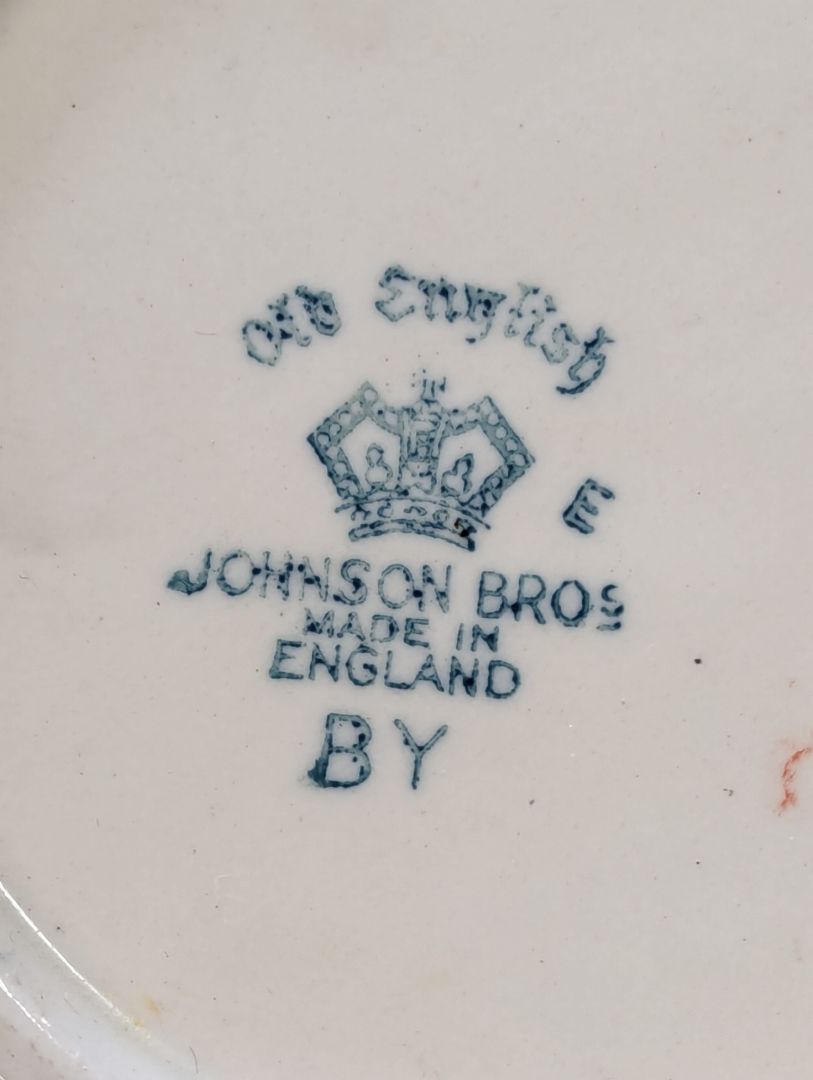 Old English
E
JOHNSON BROS
MADE IN
ENGLAND
BY